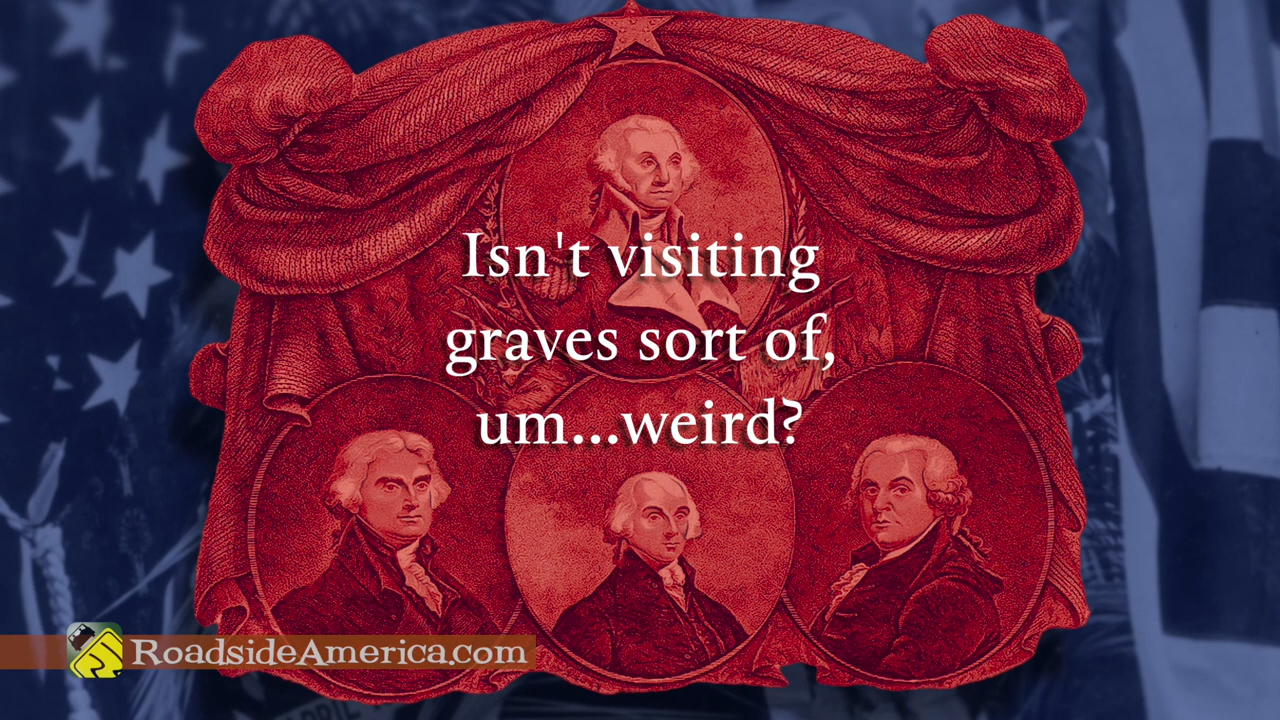 Isn't visiting
graves sort of,
um...weird?
RoadsideAmerica.com